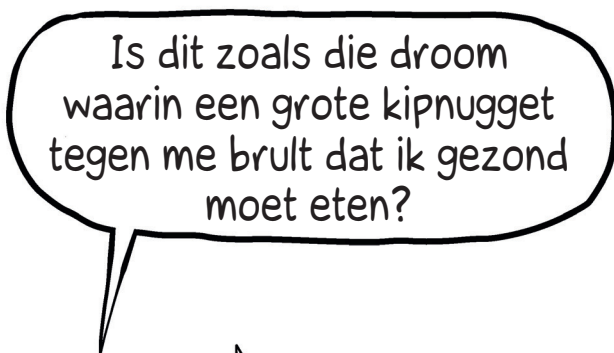 Is dit zoals die droom
waarin een grote kipnugget
tegen me brult dat ik gezond
moet eten?